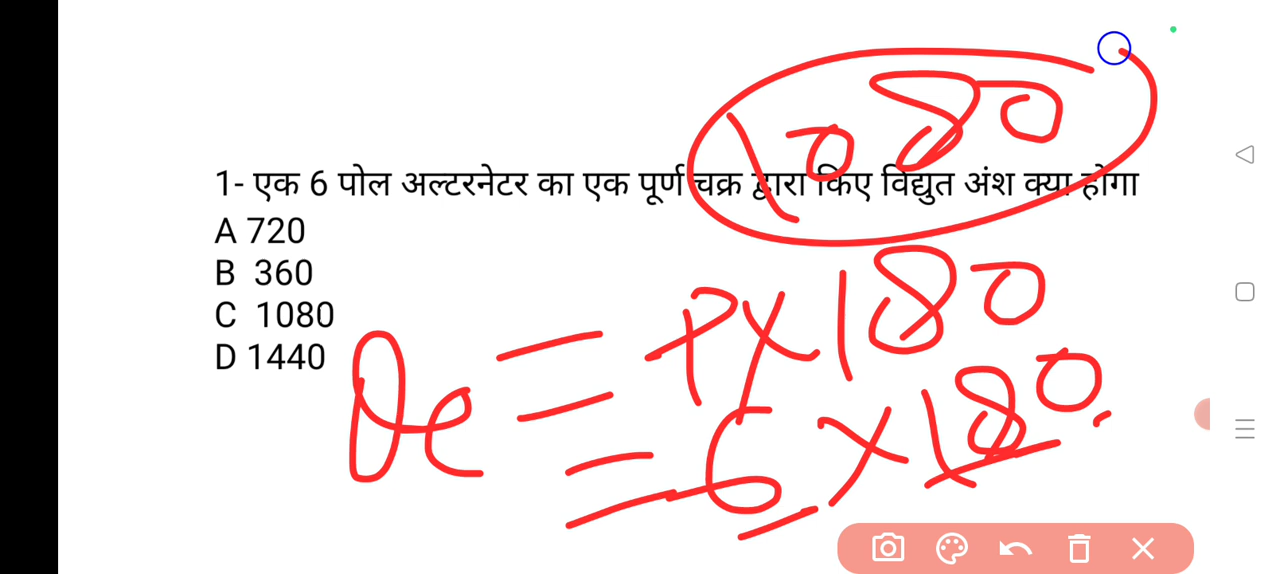 1080
1- एक 6 पोल अल्टरनेटर का एक पूर्ण चक्र द्वारा किए विद्युत अंश क्या होगा
A 720
B 360
C 1080
D 1440
θe = P×180
= 6×180.